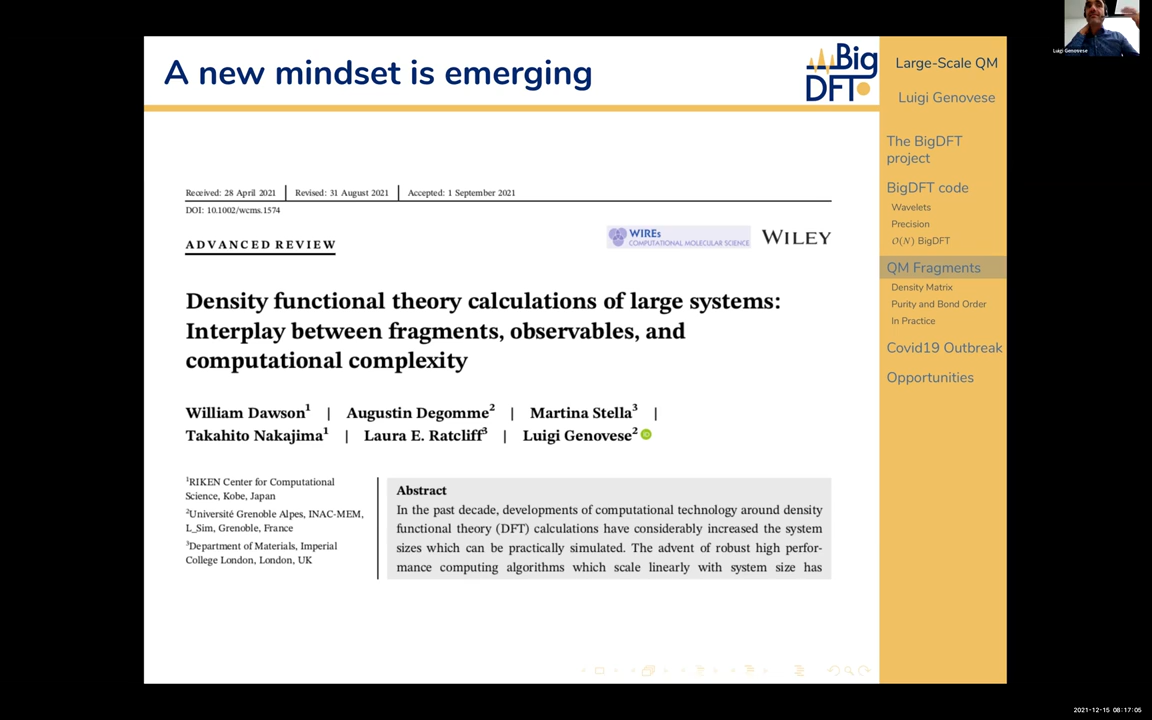 A new mindset is emerging
Big
DFT
Received: 28 April 2021 | Revised: 31 August 2021 | Accepted: 1 September 2021
DOI: 10.1002/wcms.1574
ADVANCED REVIEW
WIREs
COMPUTATIONAL MOLECULAR SCIENCE
WILEY
Density functional theory calculations of large systems:
Interplay between fragments, observables, and
computational complexity
William Dawson1 | Augustin Degomme2 | Martina Stella3 |
Takahito Nakajima1 | Laura E. Ratcliff3 | Luigi Genovese2 iD
1RIKEN Center for Computational
Science, Kobe, Japan
2Université Grenoble Alpes, INAC-MEM,
L_Sim, Grenoble, France
3Department of Materials, Imperial
College London, London, UK
Abstract
In the past decade, developments of computational technology around density
functional theory (DFT) calculations have considerably increased the system
sizes which can be practically simulated. The advent of robust high perfor-
mance computing algorithms which scale linearly with system size has
Large-Scale QM
Luigi Genovese
The BigDFT
project
BigDFT code
Wavelets
Precision
O(N) BigDFT
QM Fragments
Density Matrix
Purity and Bond Order
In Practice
Covid19 Outbreak
Opportunities
Luigi Genovese
2021-12-15 08:17:05